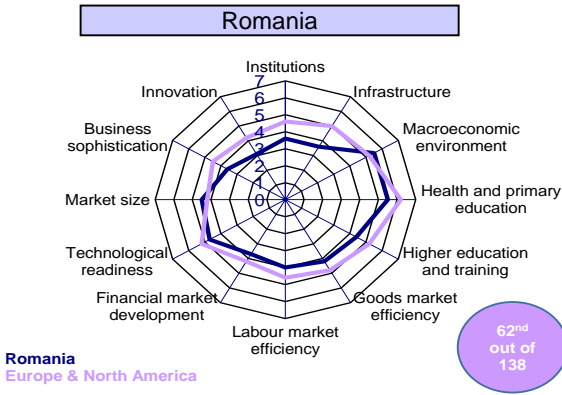 Romania
Institutions
Infrastructure
Macroeconomic
environment
Health and primary
education
Higher education
and training
Goods market
efficiency
Labour market
efficiency
Financial market
development
Technological
readiness
Market size
Business
sophistication
Innovation
7
6
5
4
3
2
1
0
Romania
Europe & North America
62nd
out of
138